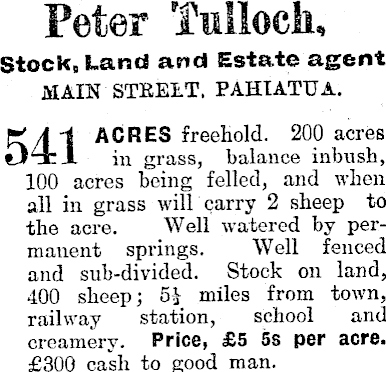 Peter Tulloch,
Stock, Land and Estate agent
MAIN STREET, PAHIATUA.
541 ACRES freehold. 200 acres
in grass, balance inbush,
100 acres being felled, and when
all in grass will carry 2 sheep to
the acre. Well watered by per-
manent springs. Well fenced
and sub-divided. Stock on land,
400 sheep; 5½ miles from town,
railway station, school and
creamery. Price, £5 5s per acre.
£300 cash to good man.